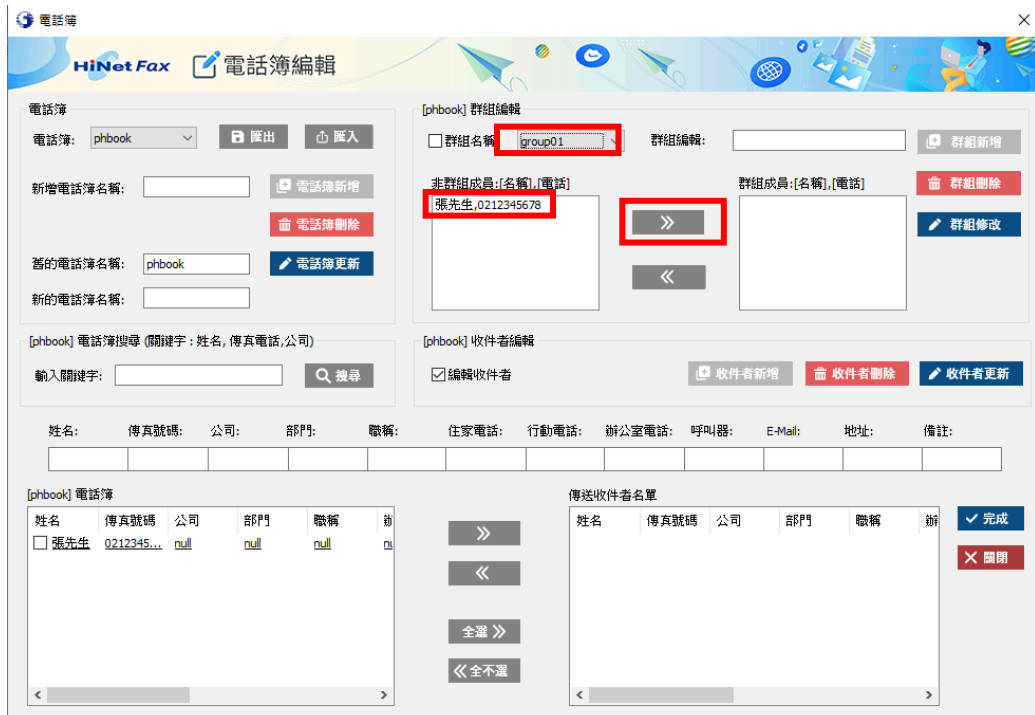 電話簿
HiNet Fax 電話簿編輯
電話簿
電話簿: phbook 匯出 匯入
新增電話簿名稱: 電話簿新增
電話簿刪除
舊的電話簿名稱: phbook 電話簿更新
新的電話簿名稱:
[phbook] 群組編輯
群組名稱 group01 群組編輯: 群組新增
非群組成員:[名稱],[電話] 群組成員:[名稱],[電話] 群組刪除
張先生,0212345678
群組修改
[phbook] 電話簿搜尋 (關鍵字 : 姓名, 傳真電話,公司)
輸入關鍵字: 搜尋
[phbook] 收件者編輯
編輯收件者 收件者新增 收件者刪除 收件者更新
姓名: 傳真號碼: 公司: 部門: 職稱: 住家電話: 行動電話: 辦公室電話: 呼叫器: E-Mail: 地址: 備註:
[phbook] 電話簿
姓名 傳真號碼 公司 部門 職稱
張先生 0212345... null null null
全選
全不選
傳送收件者名單
姓名 傳真號碼 公司 部門 職稱
完成
關閉